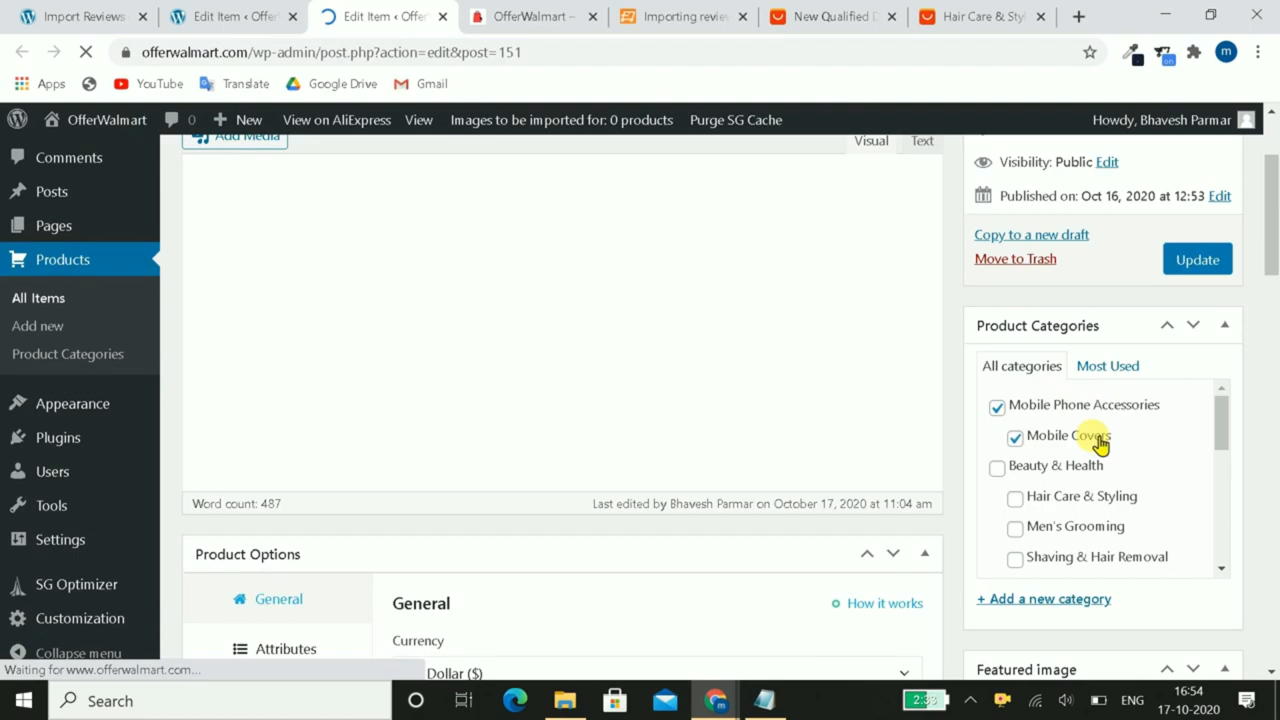 Import Reviews
Edit Item ‹ Offer
Edit Item ‹ Offer
OfferWalmart –
Importing revie
New Qualified D
Hair Care & Sty
offerwalmart.com/wp-admin/post.php?action=edit&post=151
m
on
Apps
YouTube
Translate
Google Drive
Gmail
OfferWalmart
0
New
View on AliExpress
View
Images to be imported for: 0 products
Purge SG Cache
Howdy, Bhavesh Parmar
Comments
Posts
Pages
Products
All Items
Add new
Product Categories
Appearance
Plugins
Users
Tools
Settings
SG Optimizer
Customization
Collapse menu
Waiting for www.offerwalmart.com...
Add Media
Visual
Text
Word count: 487
Last edited by Bhavesh Parmar on October 17, 2020 at 11:04 am
Product Options
General
Attributes
General
How it works
Currency
Dollar ($)
Visibility: Public Edit
Published on: Oct 16, 2020 at 12:53 Edit
Copy to a new draft
Move to Trash
Update
Product Categories
All categories
Most Used
Mobile Phone Accessories
Mobile Covers
Beauty & Health
Hair Care & Styling
Men's Grooming
Shaving & Hair Removal
+ Add a new category
Featured image
Search
2:33
ENG
16:54
17-10-2020